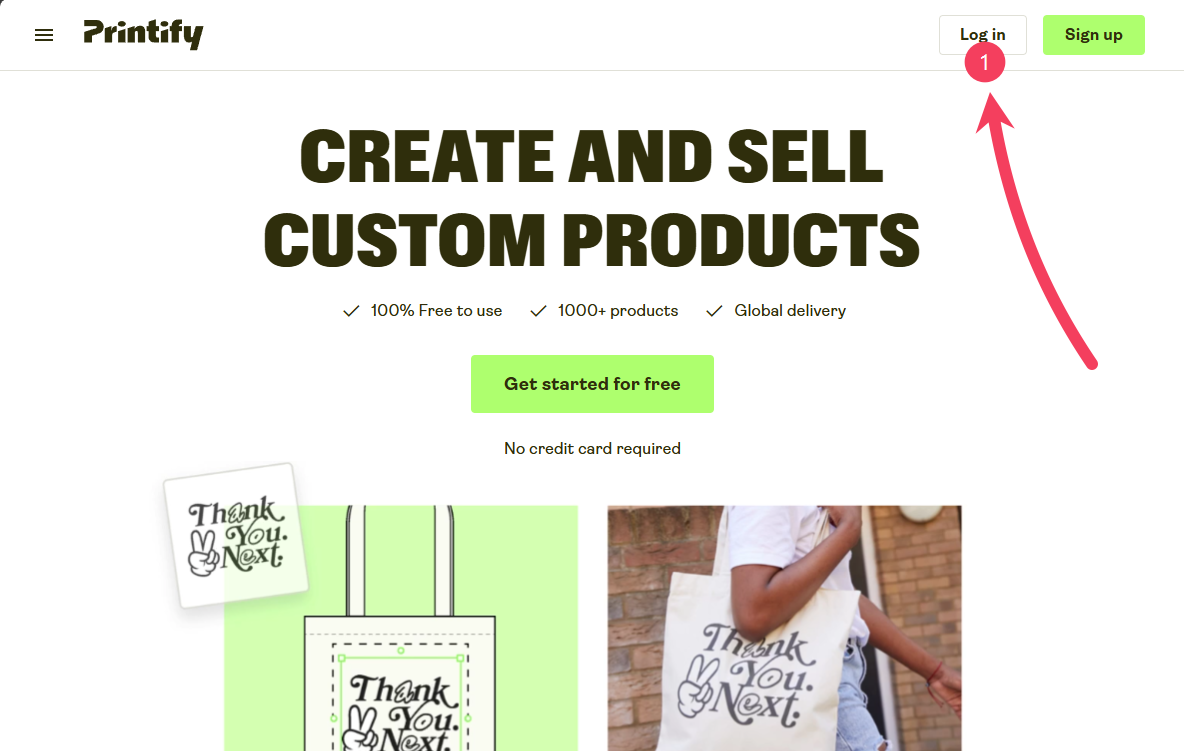 Printify
Log in
Sign up
1
CREATE AND SELL
CUSTOM PRODUCTS
100% Free to use
1000+ products
Global delivery
Get started for free
No credit card required
Thank
You.
Next.
Thank
You.
Next.
Thank
You.
Next.